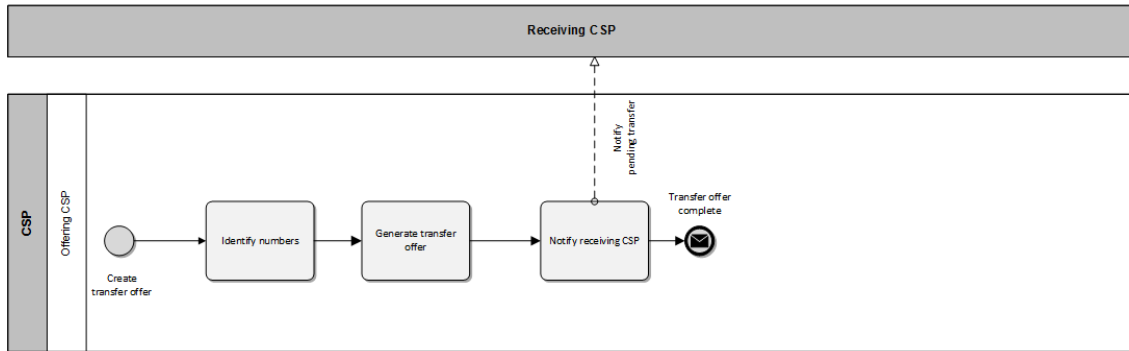 Receiving CSP
CSP
Offering CSP
Create
transfer offer
Identify numbers
Generate transfer
offer
Notify receiving CSP
Notify
pending transfer
Transfer offer
complete